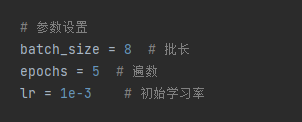 # 参数设置
batch_size = 8  # 批长
epochs = 5  # 遍数
lr = 1e-3    # 初始学习率